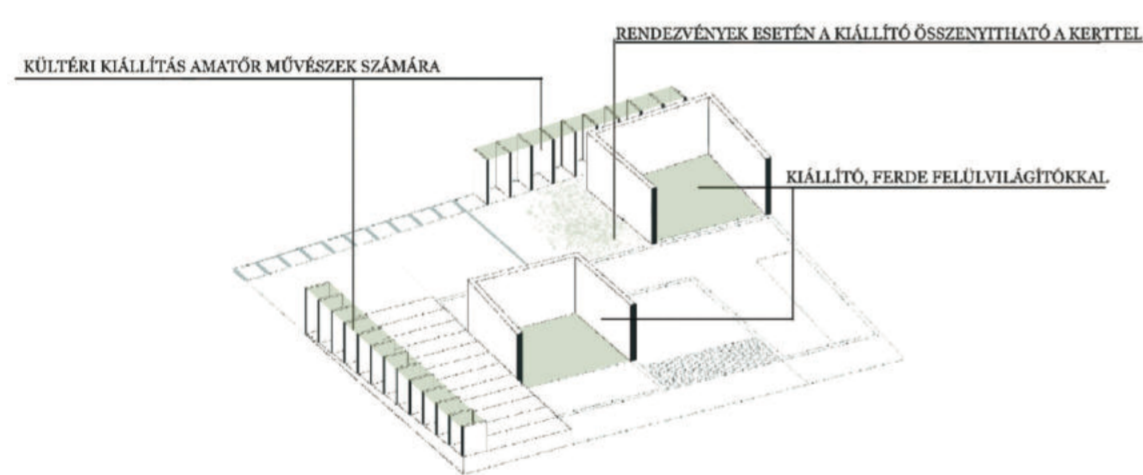 RENDEZVÉNYEK ESETÉN A KIÁLLÍTÓ ÖSSZENYITHATÓ A KERTTEL
KÜLTÉRI KIÁLLÍTÁS AMATŐR MŰVÉSZEK SZÁMÁRA
KIÁLLÍTÓ, FERDE FELÜLVILÁGÍTÓKKAL